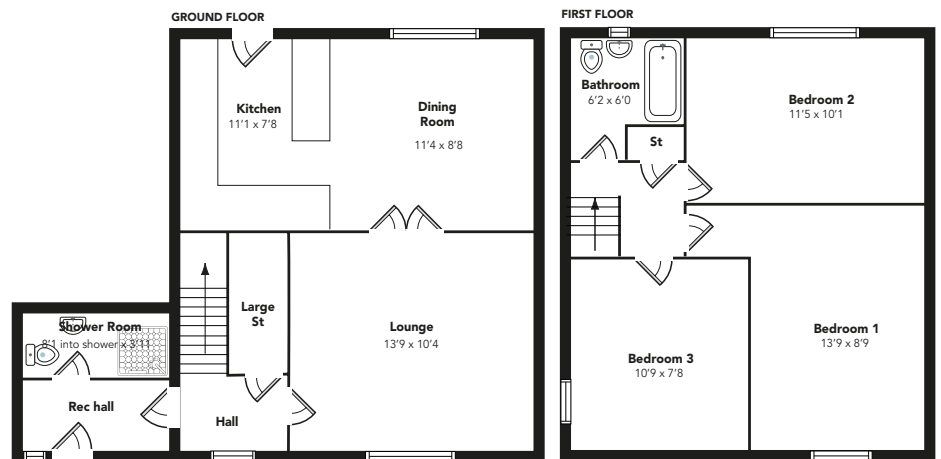 GROUND FLOOR
Kitchen
11'1 x 7'8
Dining
Room
11'4 x 8'8
Large
St
Lounge
13'9 x 10'4
Shower Room
8'1 into shower x 3'11
Rec hall
Hall
FIRST FLOOR
Bathroom
6'2 x 6'0
St
Bedroom 2
11'5 x 10'1
Bedroom 1
13'9 x 8'9
Bedroom 3
10'9 x 7'8